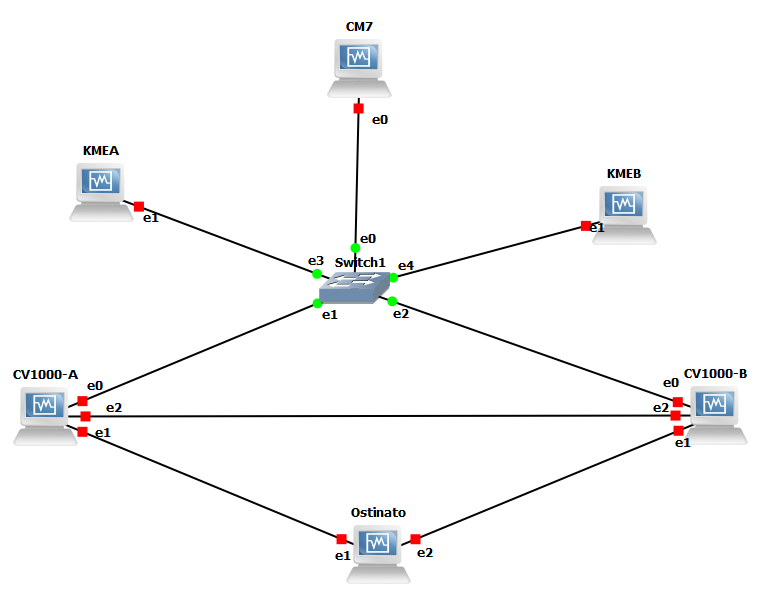 CM7
e0
KMEA
e1
KMEB
e1
e0
e3
Switch1
e4
e1
e2
CV1000-A
e0
e2
e1
CV1000-B
e0
e2
e1
Ostinato
e1
e2